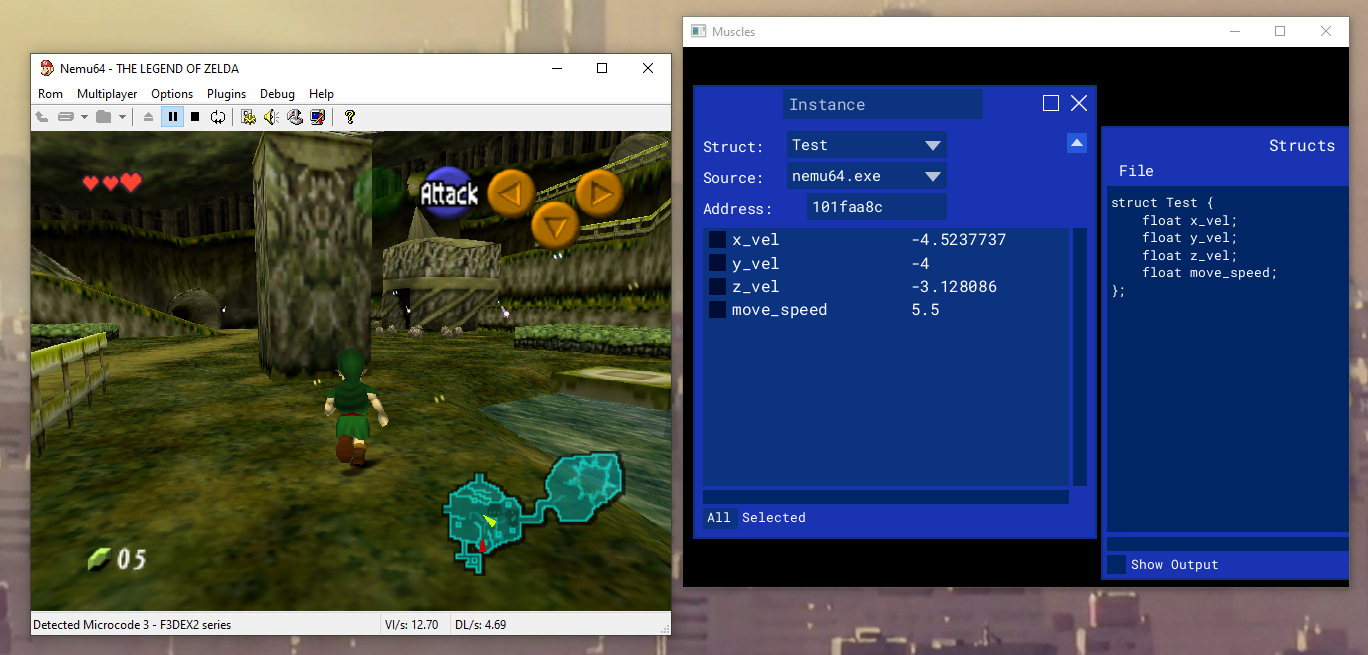 Nemu64 - THE LEGEND OF ZELDA
Rom Multiplayer Options Plugins Debug Help
Attack
05
Detected Microcode 3 - F3DEX2 series
VI/s: 12.70
DL/s: 4.69
Muscles
Instance
Struct: Test
Source: nemu64.exe
Address: 101faa8c
x_vel -4.5237737
y_vel -4
z_vel -3.128086
move_speed 5.5
All Selected
Structs
File
struct Test {
float x_vel;
float y_vel;
float z_vel;
float move_speed;
};
Show Output